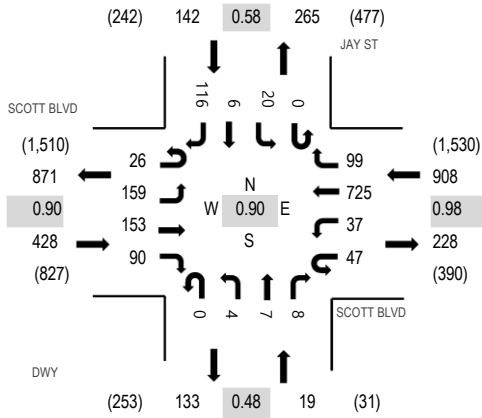 (242) 142 0.58 265 (477)
JAY ST
116 6 20 0
SCOTT BLVD
(1,510) (1,530)
26 99
871 908
159 725
N
0.90 W 0.90 E 0.98
153 37
S
428 228
90 47
(827) (390)
0 4 7 8
SCOTT BLVD
DWY
(253) 133 0.48 19 (31)